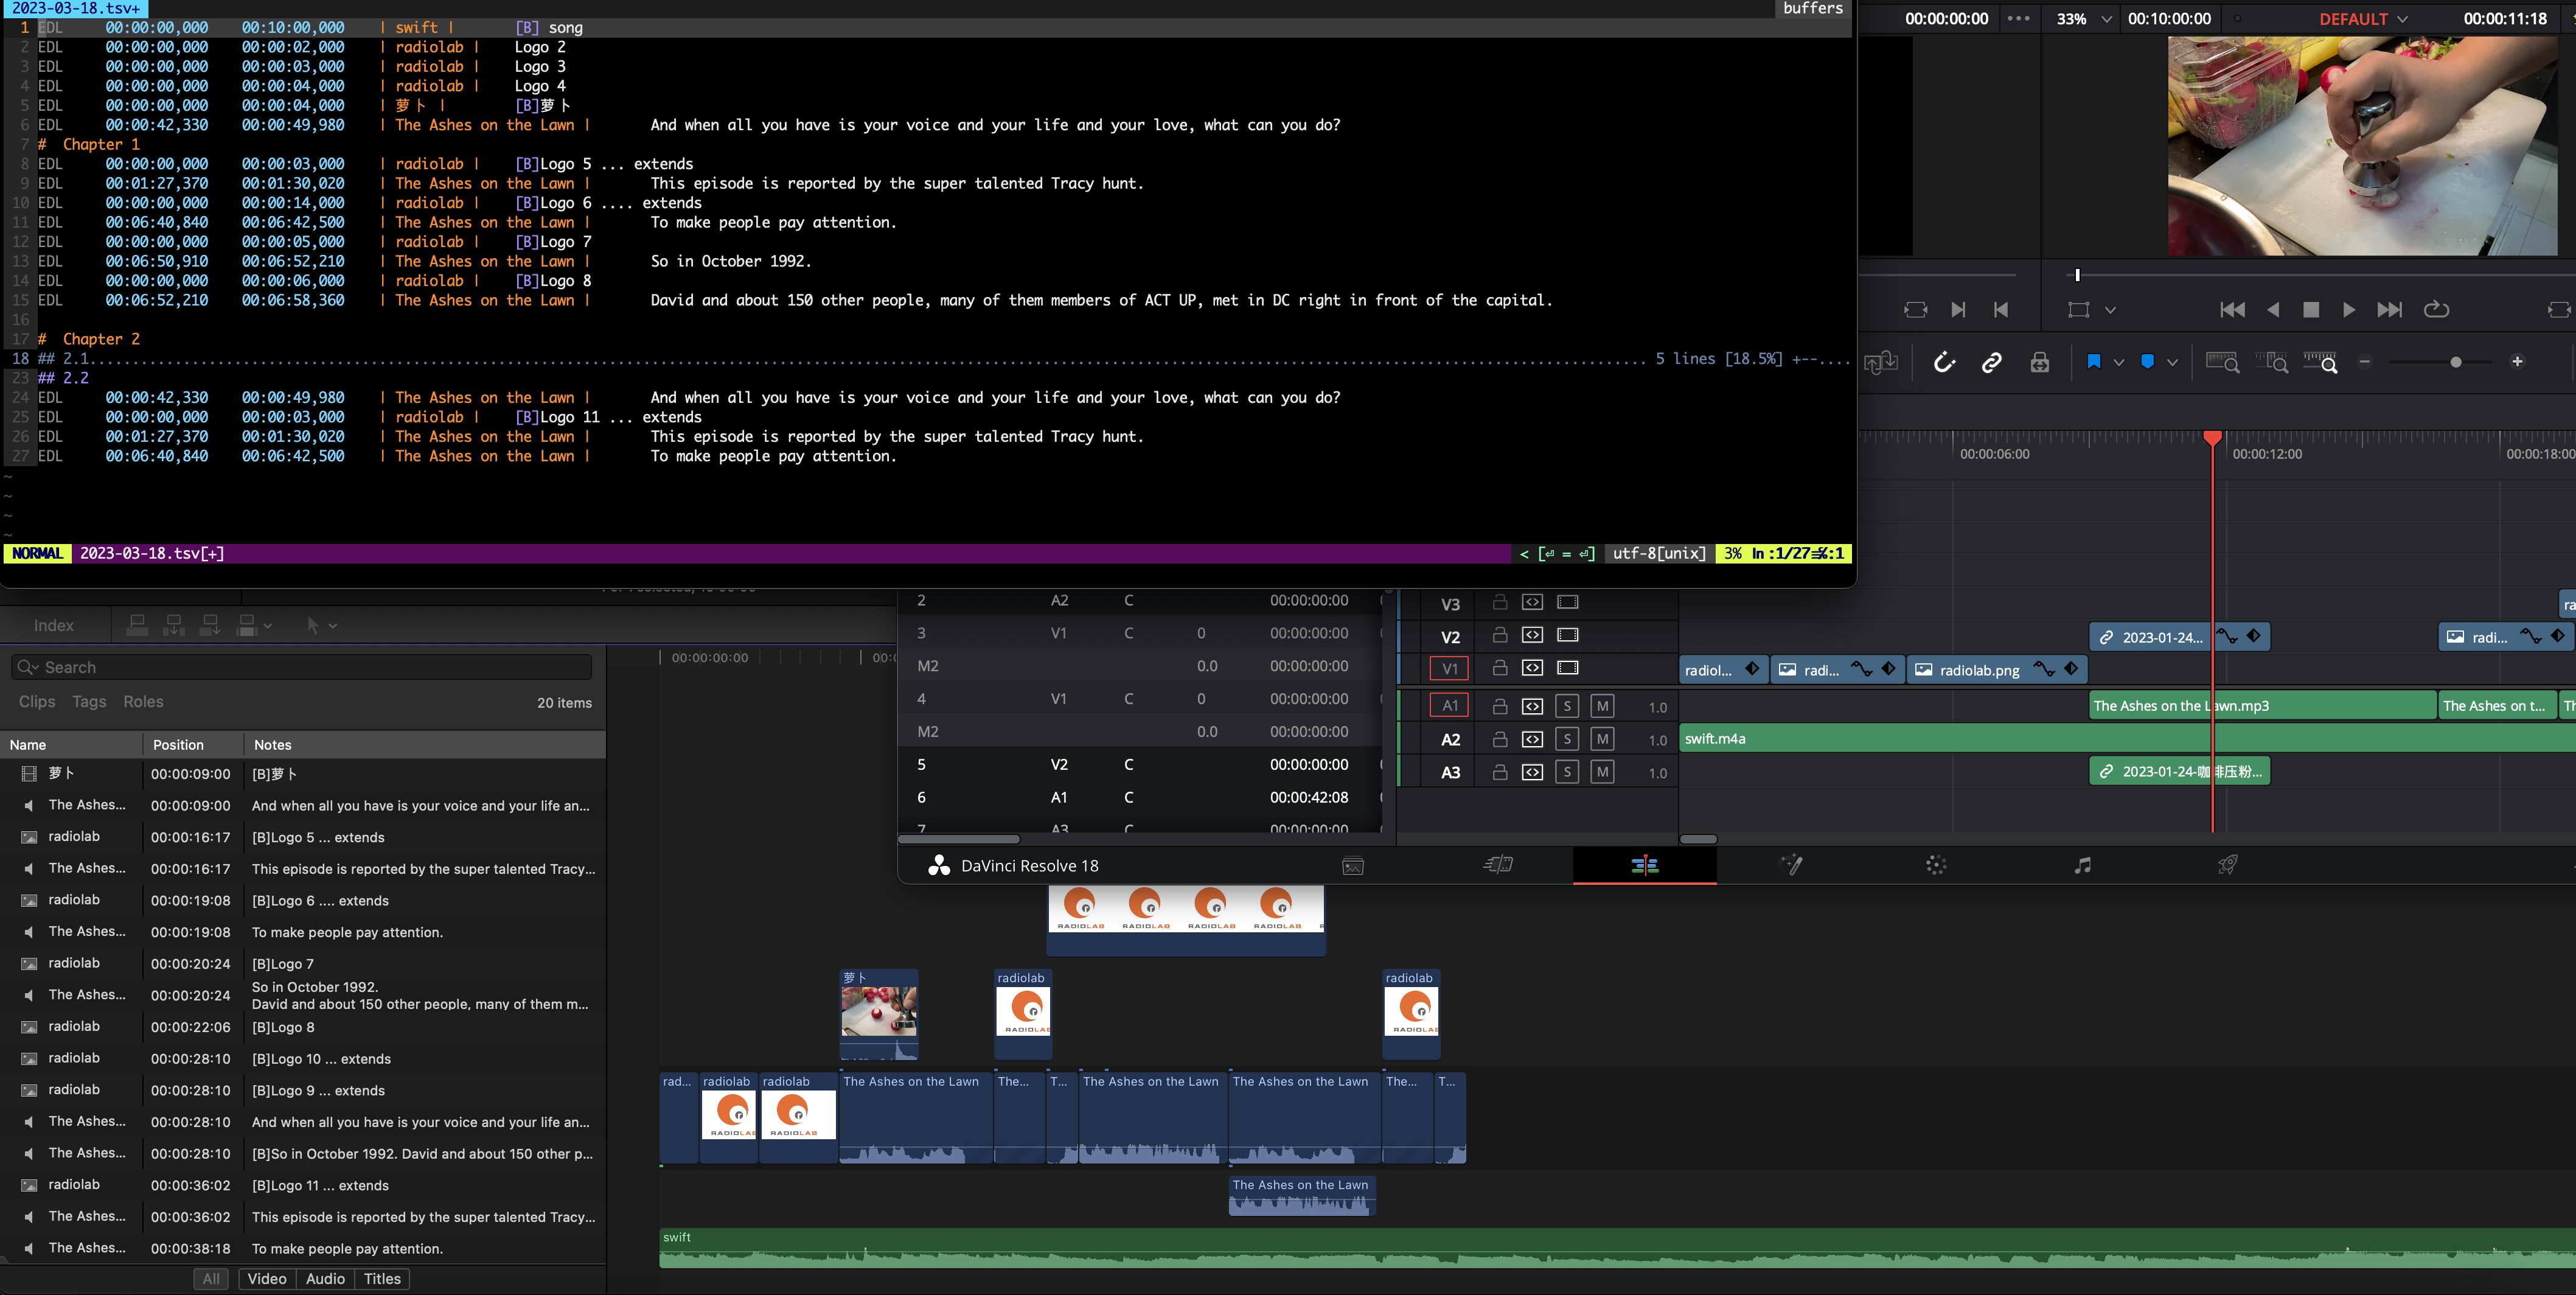 2023-03-18.tsv+ buffers
1 EDL 00:00:00,000 00:10:00,000 | swift | [B] song
2 EDL 00:00:00,000 00:00:02,000 | radiolab | Logo 2
3 EDL 00:00:00,000 00:00:03,000 | radiolab | Logo 3
4 EDL 00:00:00,000 00:00:04,000 | radiolab | Logo 4
5 EDL 00:00:00,000 00:00:04,000 | 萝卜 | [B]萝卜
6 EDL 00:00:42,330 00:00:49,980 | The Ashes on the Lawn | And when all you have is your voice and your life and your love, what can you do?
7 # Chapter 1
8 EDL 00:00:00,000 00:00:03,000 | radiolab | [B]Logo 5 ... extends
9 EDL 00:01:27,370 00:01:30,020 | The Ashes on the Lawn | This episode is reported by the super talented Tracy hunt.
10 EDL 00:00:00,000 00:00:14,000 | radiolab | [B]Logo 6 .... extends
11 EDL 00:06:40,840 00:06:42,500 | The Ashes on the Lawn | To make people pay attention.
12 EDL 00:00:00,000 00:00:05,000 | radiolab | [B]Logo 7
13 EDL 00:06:50,910 00:06:52,210 | The Ashes on the Lawn | So in October 1992.
14 EDL 00:00:00,000 00:00:06,000 | radiolab | [B]Logo 8
15 EDL 00:06:52,210 00:06:58,360 | The Ashes on the Lawn | David and about 150 other people, many of them members of ACT UP, met in DC right in front of the capital.
16
17 # Chapter 2
18 ## 2.1 5 lines [18.5%] +--....
23 ## 2.2
24 EDL 00:00:42,330 00:00:49,980 | The Ashes on the Lawn | And when all you have is your voice and your life and your love, what can you do?
25 EDL 00:00:00,000 00:00:03,000 | radiolab | [B]Logo 11 ... extends
26 EDL 00:01:27,370 00:01:30,020 | The Ashes on the Lawn | This episode is reported by the super talented Tracy hunt.
27 EDL 00:06:40,840 00:06:42,500 | The Ashes on the Lawn | To make people pay attention.
~
~
~
~
NORMAL 2023-03-18.tsv[+] < [⏎ = ⏎] utf-8[unix] 3% :1/27 :1
00:00:00:00 ••• 33% 00:10:00:00 DEFAULT 00:00:11:18
00:00:06:00 00:00:12:00 00:00:18:00
2 A2 C 00:00:00:00
3 V1 C 0 00:00:00:00
M2 0.0 00:00:00:00
4 V1 C 0 00:00:00:00
M2 0.0 00:00:00:00
5 V2 C 00:00:00:00
6 A1 C 00:00:42:08
7 A3 C 00:00:00:00
V3 ra
V2 2023-01-24... radi...
V1 radiol... radi... radiolab.png
A1 S M 1.0 The Ashes on the Lawn.mp3 The Ashes on t... Th
A2 S M 1.0 swift.m4a
A3 S M 1.0 2023-01-24-咖啡压粉...
DaVinci Resolve 18
Index
Search
Clips Tags Roles 20 items
Name Position Notes
萝卜 00:00:09:00 [B]萝卜
The Ashes... 00:00:09:00 And when all you have is your voice and your life an...
radiolab 00:00:16:17 [B]Logo 5 ... extends
The Ashes... 00:00:16:17 This episode is reported by the super talented Tracy...
radiolab 00:00:19:08 [B]Logo 6 .... extends
The Ashes... 00:00:19:08 To make people pay attention.
radiolab 00:00:20:24 [B]Logo 7
The Ashes... 00:00:20:24 So in October 1992.
David and about 150 other people, many of them m...
radiolab 00:00:22:06 [B]Logo 8
radiolab 00:00:28:10 [B]Logo 10 ... extends
radiolab 00:00:28:10 [B]Logo 9 ... extends
The Ashes... 00:00:28:10 And when all you have is your voice and your life an...
The Ashes... 00:00:28:10 [B]So in October 1992. David and about 150 other p...
radiolab 00:00:36:02 [B]Logo 11 ... extends
The Ashes... 00:00:36:02 This episode is reported by the super talented Tracy...
The Ashes... 00:00:38:18 To make people pay attention.
All Video Audio Titles
00:00:00:00 00:0
RADIOLAB RADIOLAB RADIOLAB RADIOLAB
萝卜 radiolab radiolab
RADIOLAB RADIOLAB
rad... radiolab radiolab The Ashes on the Lawn The... T... The Ashes on the Lawn The Ashes on the Lawn The... T...
RADIOLAB RADIOLAB
The Ashes on the Lawn
swift